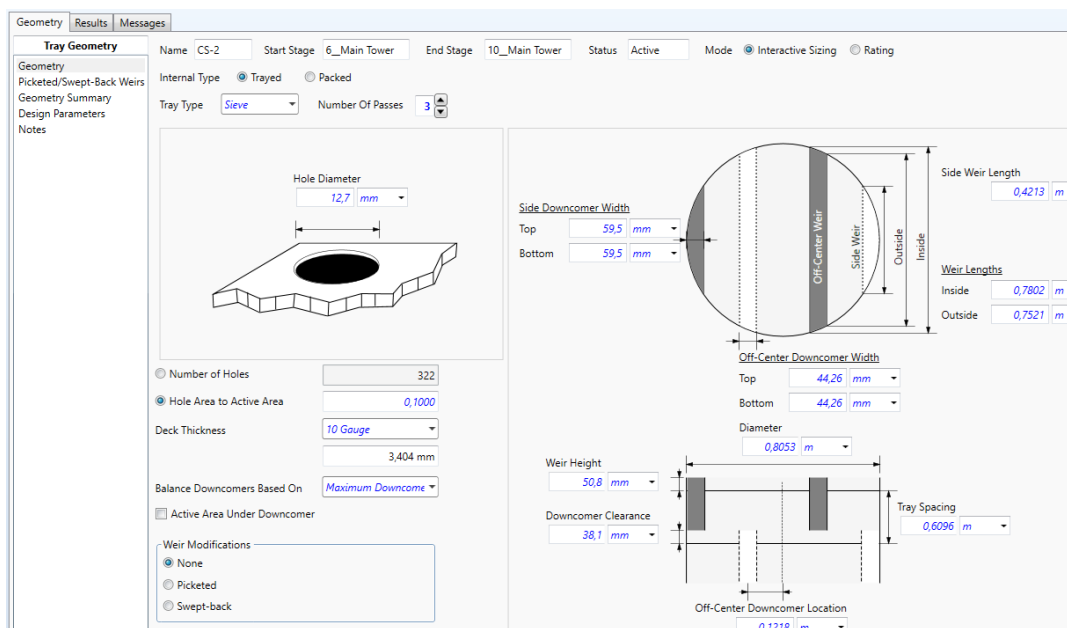 Geometry Results Messages
Tray Geometry
Geometry
Picketed/Swept-Back Weirs
Geometry Summary
Design Parameters
Notes
Name CS-2 Start Stage 6__Main Tower End Stage 10__Main Tower Status Active Mode Interactive Sizing Rating
Internal Type Trayed Packed
Tray Type Sieve Number Of Passes 3
Hole Diameter
12,7 mm
Number of Holes 322
Hole Area to Active Area 0,1000
Deck Thickness 10 Gauge
3,404 mm
Balance Downcomers Based On Maximum Downcome
Active Area Under Downcomer
Weir Modifications
None
Picketed
Swept-back
Side Downcomer Width
Top 59,5 mm
Bottom 59,5 mm
Off-Center Weir
Side Weir
Outside
Inside
Side Weir Length
0,4213 m
Weir Lengths
Inside 0,7802 m
Outside 0,7521 m
Off-Center Downcomer Width
Top 44,26 mm
Bottom 44,26 mm
Diameter
0,8053 m
Weir Height
50,8 mm
Downcomer Clearance
38,1 mm
Tray Spacing
0,6096 m
Off-Center Downcomer Location
0,1318 m